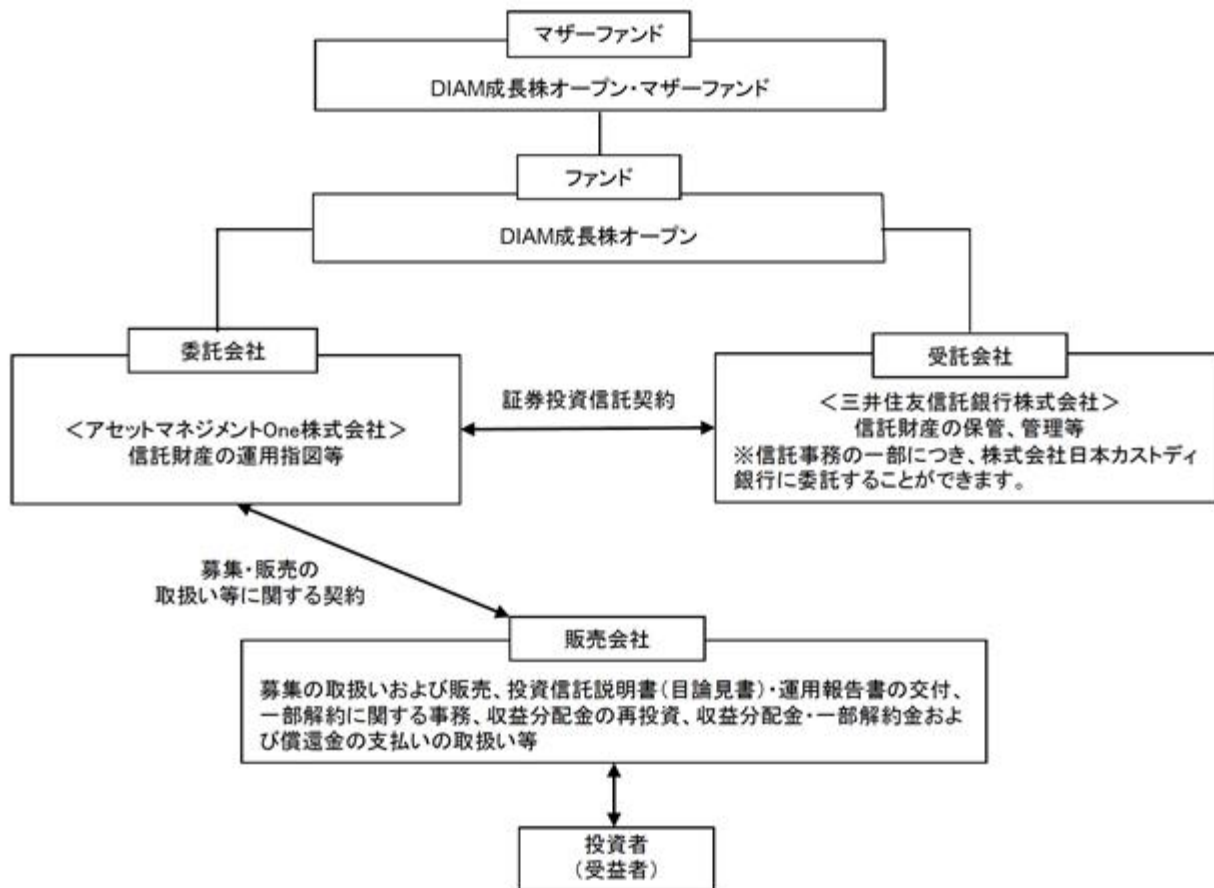 マザーファンド
DIAM成長株オープン・マザーファンド
ファンド
DIAM成長株オープン
委託会社
＜アセットマネジメントOne株式会社＞
信託財産の運用指図等
証券投資信託契約
受託会社
＜三井住友信託銀行株式会社＞
信託財産の保管、管理等
※信託事務の一部につき、株式会社日本カストディ
銀行に委託することができます。
募集・販売の
取扱い等に関する契約
販売会社
募集の取扱いおよび販売、投資信託説明書（目論見書）・運用報告書の交付、
一部解約に関する事務、収益分配金の再投資、収益分配金・一部解約金およ
び償還金の支払いの取扱い等
投資者
（受益者）